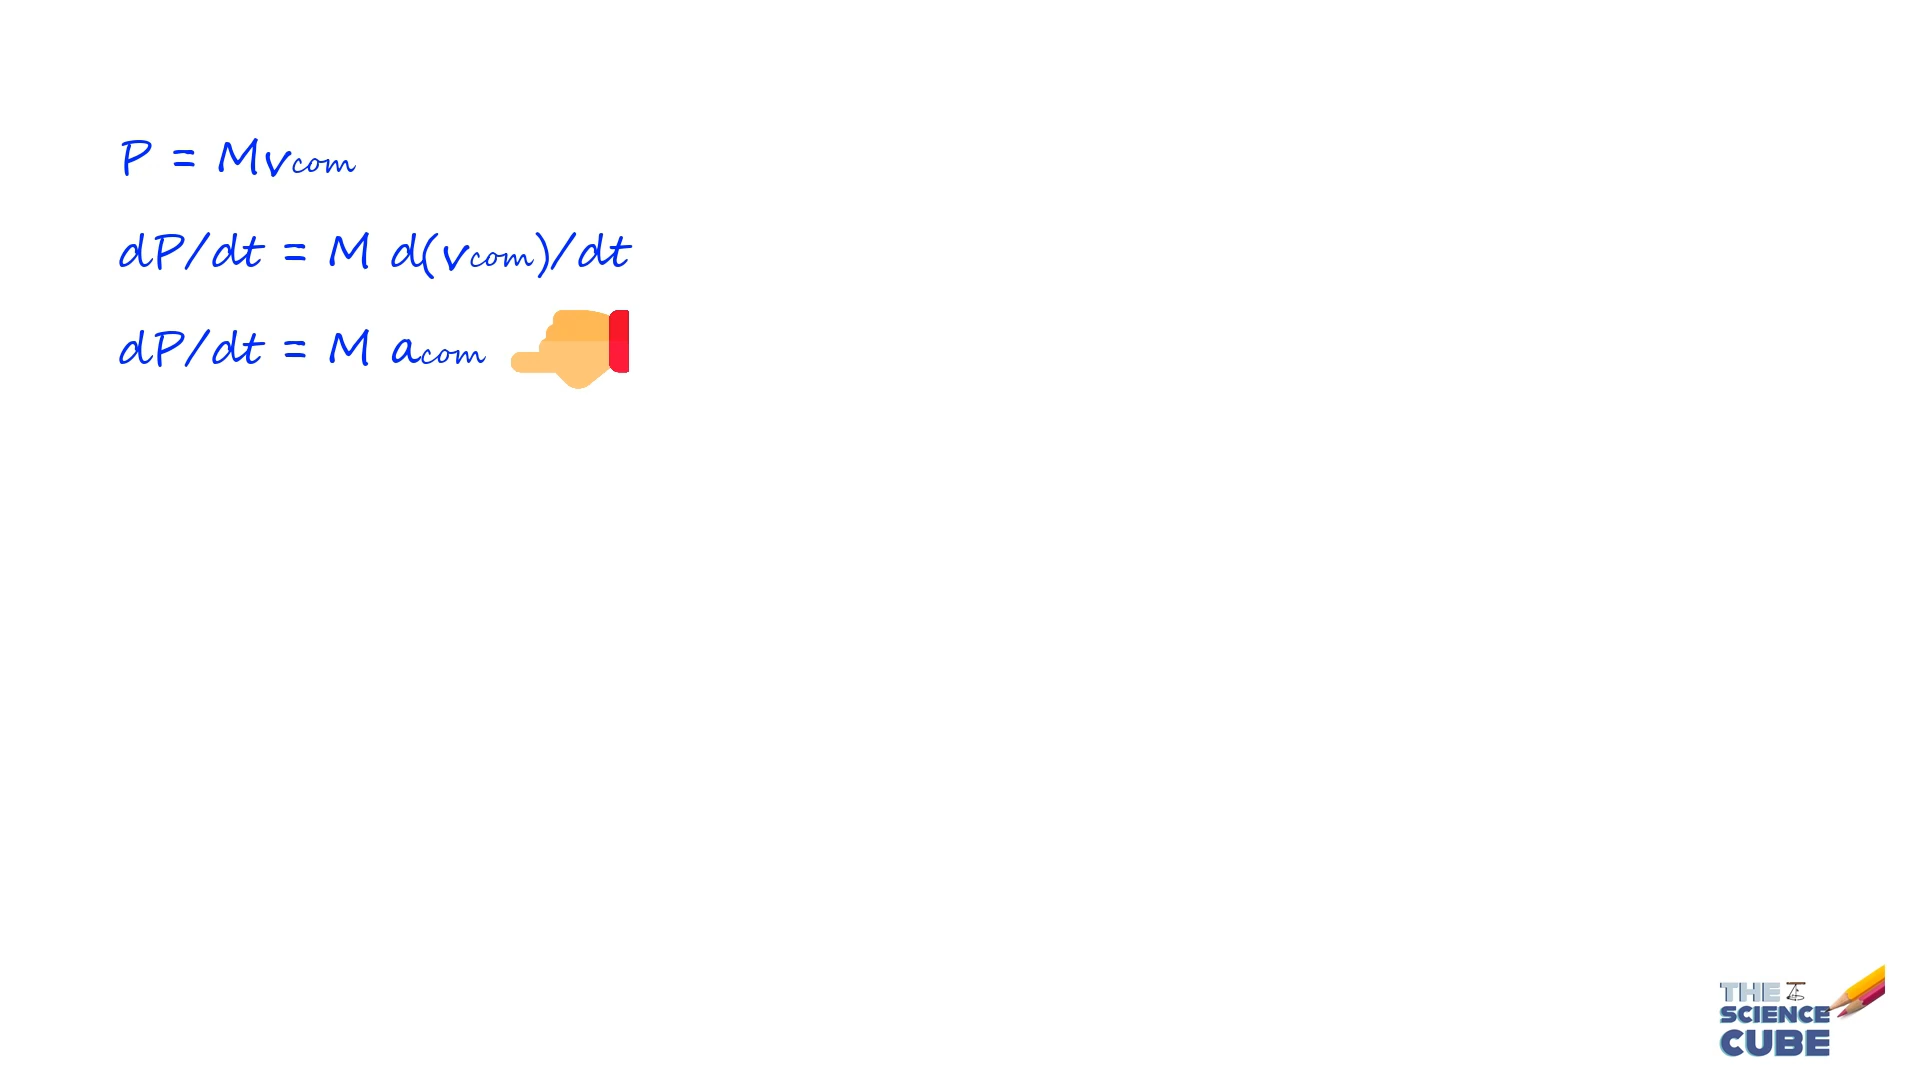 P = Mvcom
dP/dt = M d(vcom)/dt
dP/dt = M acom
THE
SCIENCE
CUBE